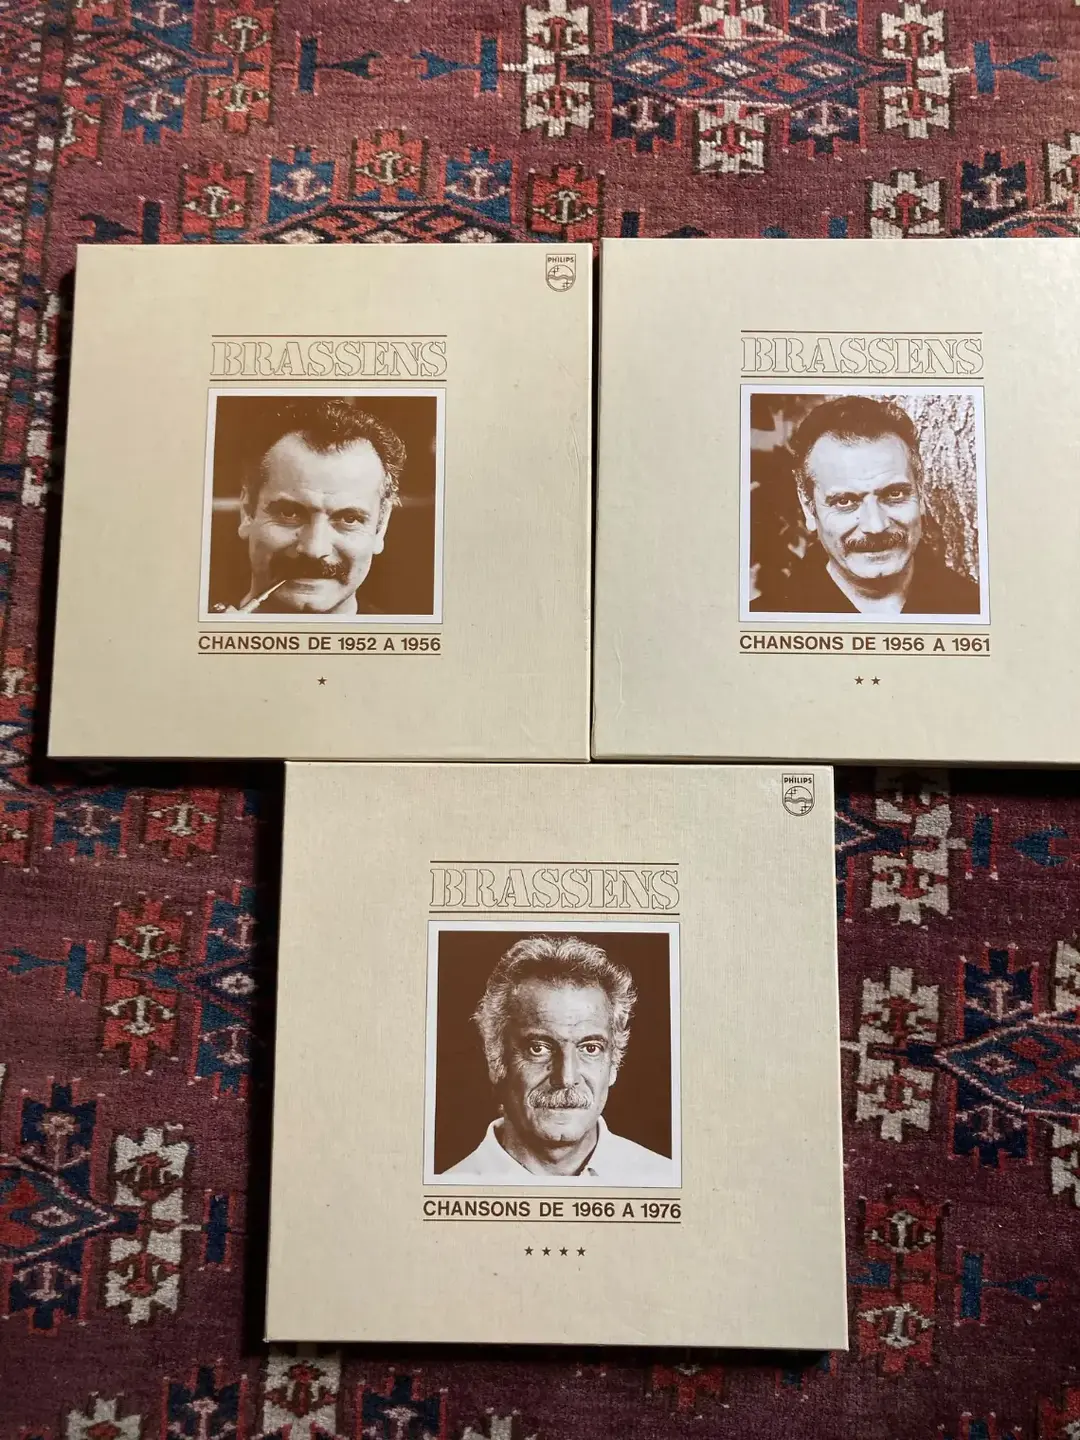 PHILIPS
BRASSENS
CHANSONS DE 1952 A 1956
BRASSENS
CHANSONS DE 1956 A 1961
PHILIPS
BRASSENS
CHANSONS DE 1966 A 1976